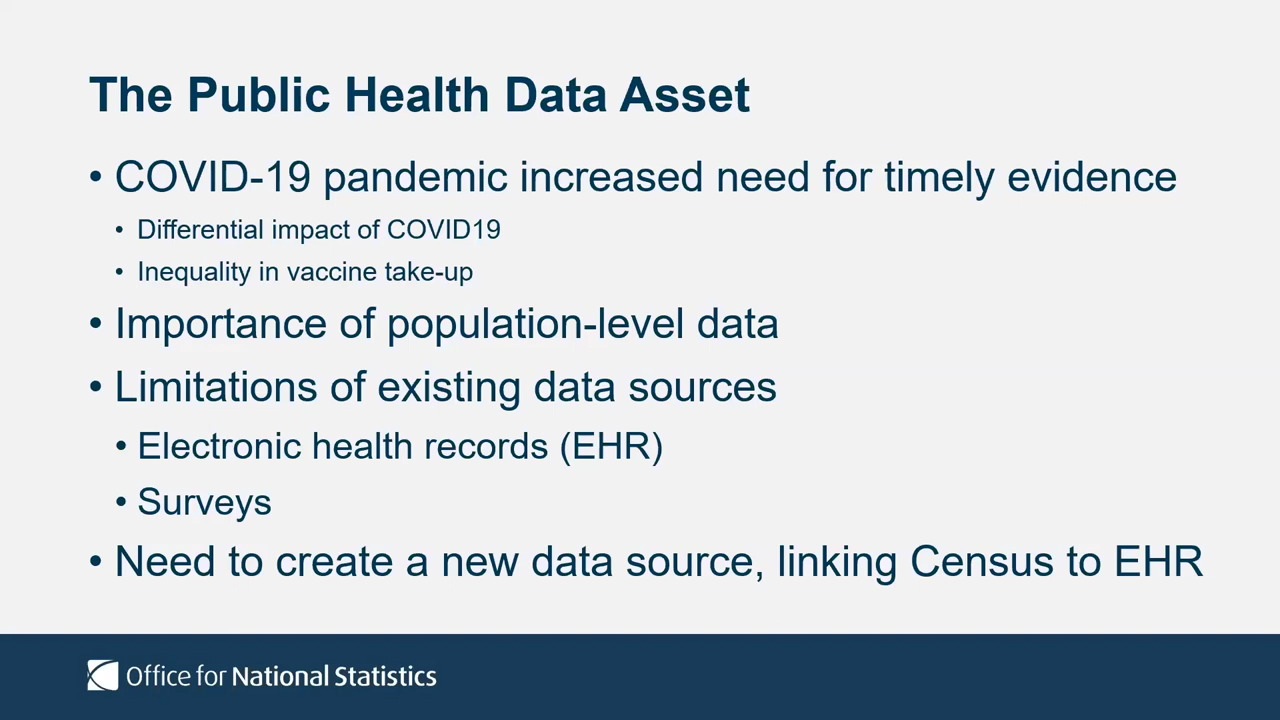 The Public Health Data Asset
• COVID-19 pandemic increased need for timely evidence
• Differential impact of COVID19
• Inequality in vaccine take-up
• Importance of population-level data
• Limitations of existing data sources
• Electronic health records (EHR)
• Surveys
• Need to create a new data source, linking Census to EHR
Office for National Statistics